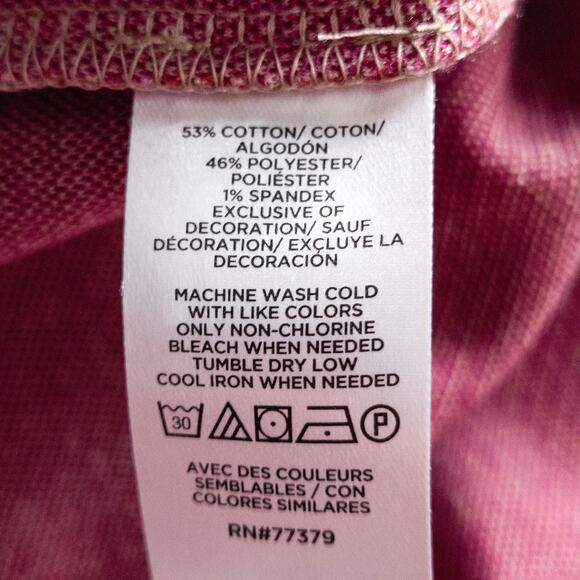 53% COTTON/ COTON/
ALGODÓN
46% POLYESTER/
POLIÉSTER
1% SPANDEX
EXCLUSIVE OF
DECORATION/ SAUF
DÉCORATION/ EXCLUYE LA
DECORACIÓN
MACHINE WASH COLD
WITH LIKE COLORS
ONLY NON-CHLORINE
BLEACH WHEN NEEDED
TUMBLE DRY LOW
COOL IRON WHEN NEEDED
30 P
AVEC DES COULEURS
SEMBLABLES / CON
COLORES SIMILARES
RN#77379